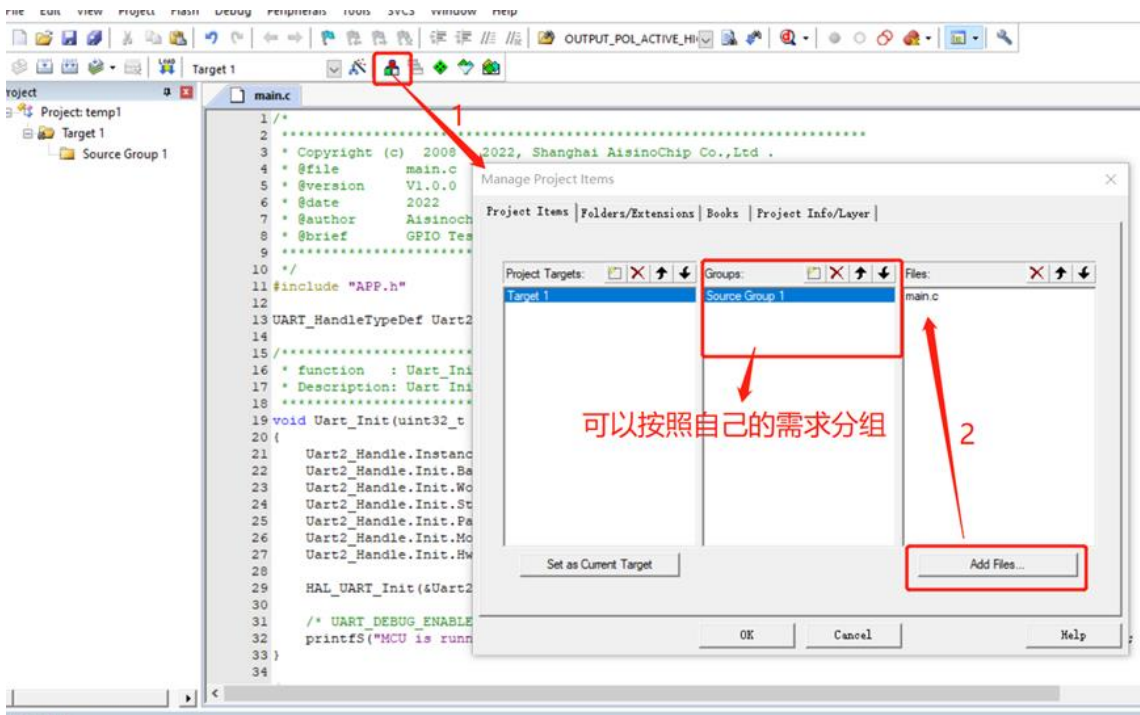 File Edit View Project Flash Debug Peripherals Tools SVCS Window Help
OUTPUT_POL_ACTIVE_HI
LOAD
Target 1
roject
main.c
Project: temp1
Target 1
Source Group 1
1 /*
2 ****************************************************************************
3 * Copyright (c) 2008 2022, Shanghai AisinoChip Co.,Ltd .
4 * @file main.c
5 * @version V1.0.0
6 * @date 2022
7 * @author Aisinoch
8 * @brief GPIO Tes
9 ***********************
10 */
11 #include "APP.h"
12
13 UART_HandleTypeDef Uart2
14
15 /***********************
16 * function : Uart_Ini
17 * Description: Uart Ini
18 ***********************
19 void Uart_Init(uint32_t
20 {
21 Uart2_Handle.Instanc
22 Uart2_Handle.Init.Ba
23 Uart2_Handle.Init.Wo
24 Uart2_Handle.Init.St
25 Uart2_Handle.Init.Pa
26 Uart2_Handle.Init.Mo
27 Uart2_Handle.Init.Hw
28
29 HAL_UART_Init(&Uart2
30
31 /* UART_DEBUG_ENABLE
32 printfS("MCU is runn
33 }
34
1
Manage Project Items
Project Items Folders/Extensions Books Project Info/Layer
Project Targets: Groups: Files:
Target 1 Source Group 1 main.c
可以按照自己的需求分组
2
Set as Current Target Add Files...
OK Cancel Help
;